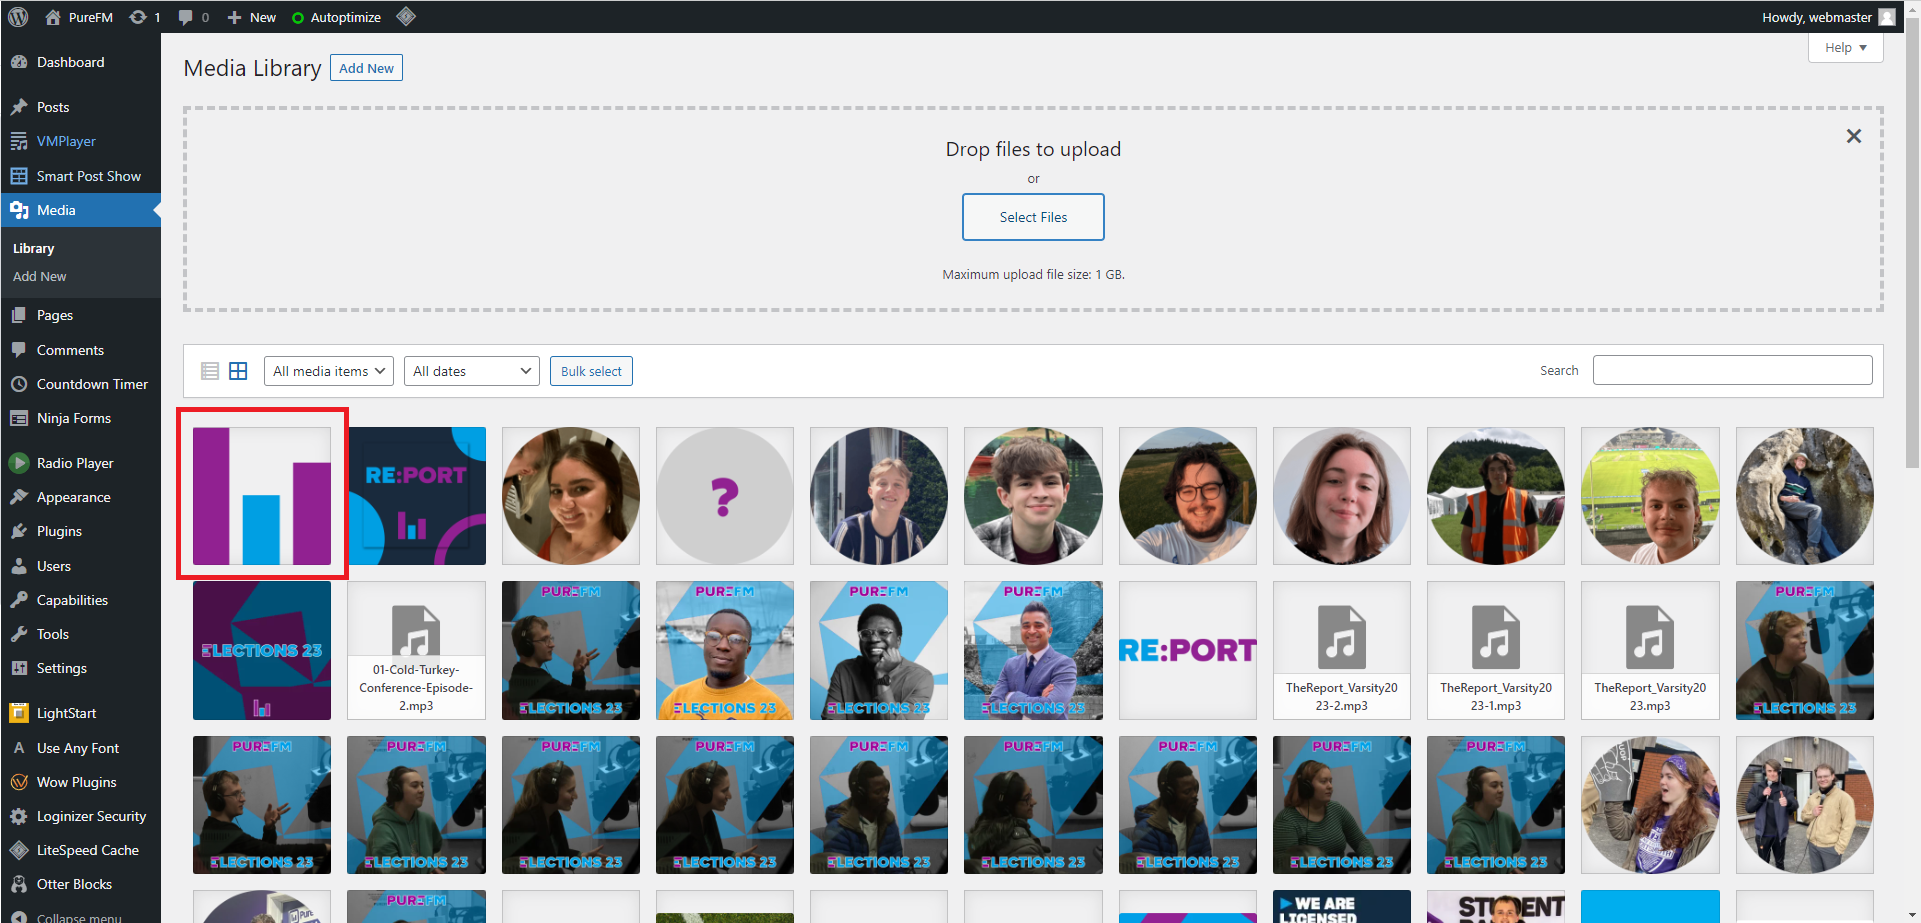 PureFM
1
0
New
Autoptimize
Howdy, webmaster
Dashboard
Posts
VMPlayer
Smart Post Show
Media
Library
Add New
Pages
Comments
Countdown Timer
Ninja Forms
Radio Player
Appearance
Plugins
Users
Capabilities
Tools
Settings
LightStart
Use Any Font
Wow Plugins
Loginizer Security
LiteSpeed Cache
Otter Blocks
Collapse menu
Media Library
Add New
Help
Drop files to upload
or
Select Files
Maximum upload file size: 1 GB.
All media items
All dates
Bulk select
Search
RE:PORT
?
ELECTIONS 23
01-Cold-Turkey-
Conference-Episode-
2.mp3
PUREFM
ELECTIONS 23
PUREFM
ELECTIONS 23
PUREFM
ELECTIONS 23
PUREFM
ELECTIONS 23
RE:PORT
TheReport_Varsity20
23-2.mp3
TheReport_Varsity20
23-1.mp3
TheReport_Varsity20
23.mp3
PUREFM
ELECTIONS 23
PUREFM
ELECTIONS 23
PUREFM
ELECTIONS 23
PUREFM
ELECTIONS 23
PUREFM
ELECTIONS 23
PUREFM
ELECTIONS 23
PUREFM
ELECTIONS 23
PUREFM
ELECTIONS 23
PUREFM
ELECTIONS 23
PUREFM
ELECTIONS 23
Pure
PUREFM
WE ARE
LICENSED
STUDENT